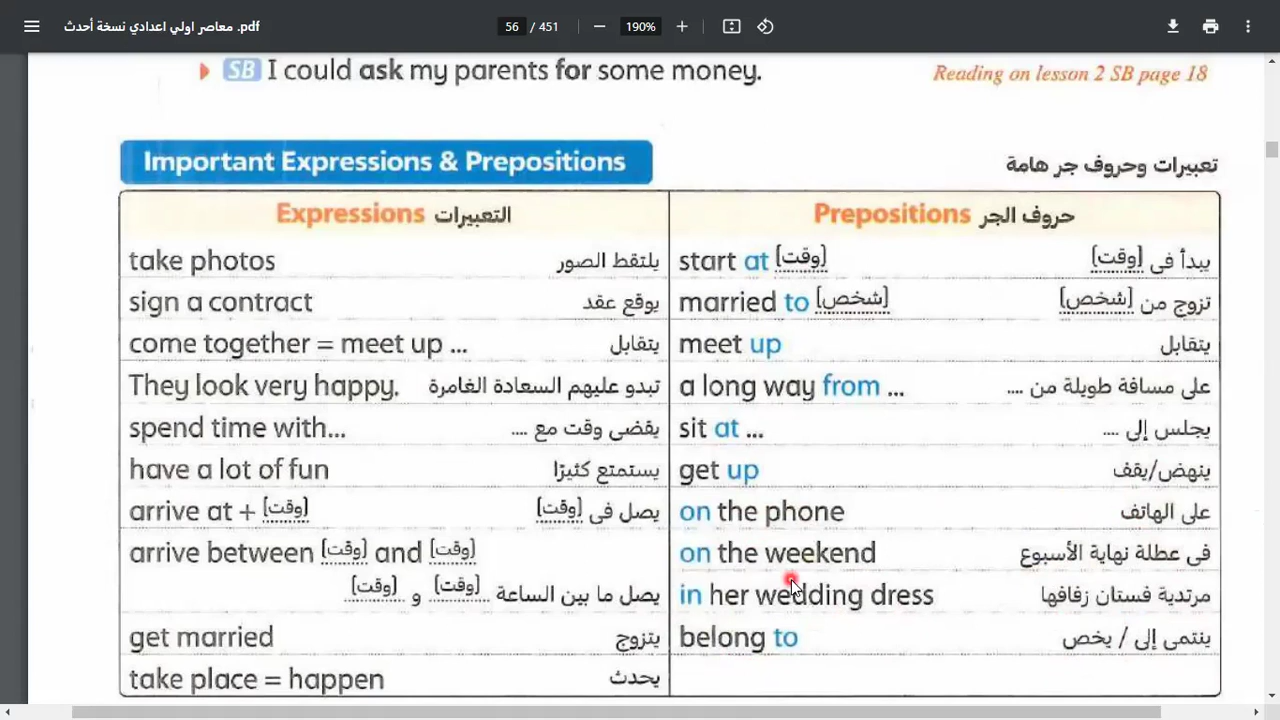 معاصر اولي اعدادي نسخة أحدث.pdf
56 / 451
190%
SB I could ask my parents for some money.
Reading on lesson 2 SB page 18
Important Expressions & Prepositions
تعبيرات وحروف جر هامة
Expressions التعبيرات
Prepositions حروف الجر
take photos يلتقط الصور
start at [وقت] يبدأ فى [وقت]
sign a contract يوقع عقد
married to [شخص] تزوج من [شخص]
come together = meet up ... يتقابل
meet up يتقابل
They look very happy. تبدو عليهم السعادة الغامرة
a long way from ... على مسافة طويلة من ....
spend time with... يقضى وقت مع ....
sit at ... يجلس إلى ....
have a lot of fun يستمتع كثيرًا
get up ينهض/يقف
arrive at + [وقت] يصل فى [وقت]
on the phone على الهاتف
arrive between [وقت] and [وقت]
يصل ما بين الساعة [وقت] و [وقت]
on the weekend فى عطلة نهاية الأسبوع
in her wedding dress مرتدية فستان زفافها
get married يتزوج
belong to ينتمى إلى / يخص
take place = happen يحدث